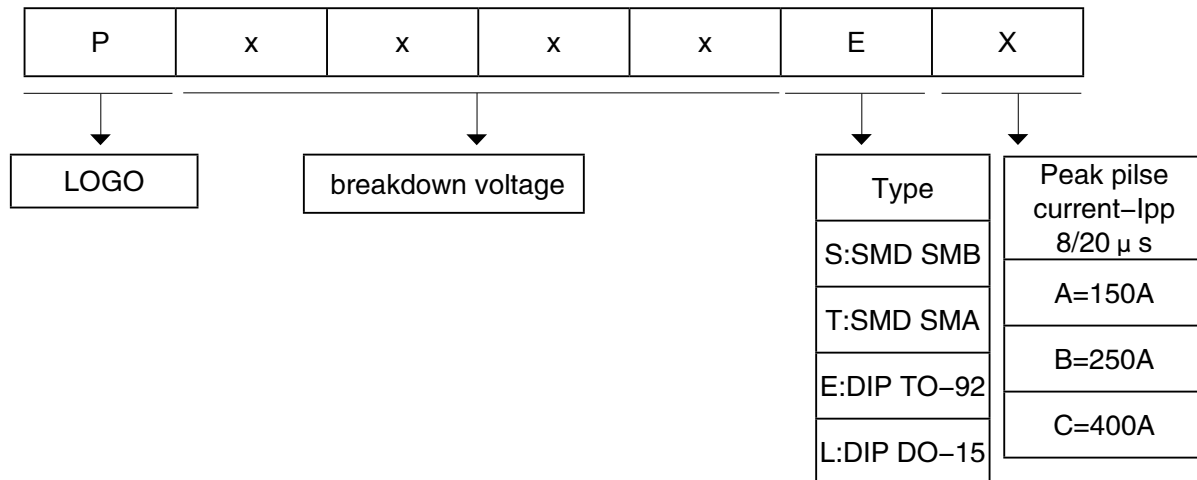 P x x x x E X
LOGO
breakdown voltage
Type
S:SMD SMB
T:SMD SMA
E:DIP TO–92
L:DIP DO–15
Peak pilse
current–Ipp
8/20 μ s
A=150A
B=250A
C=400A